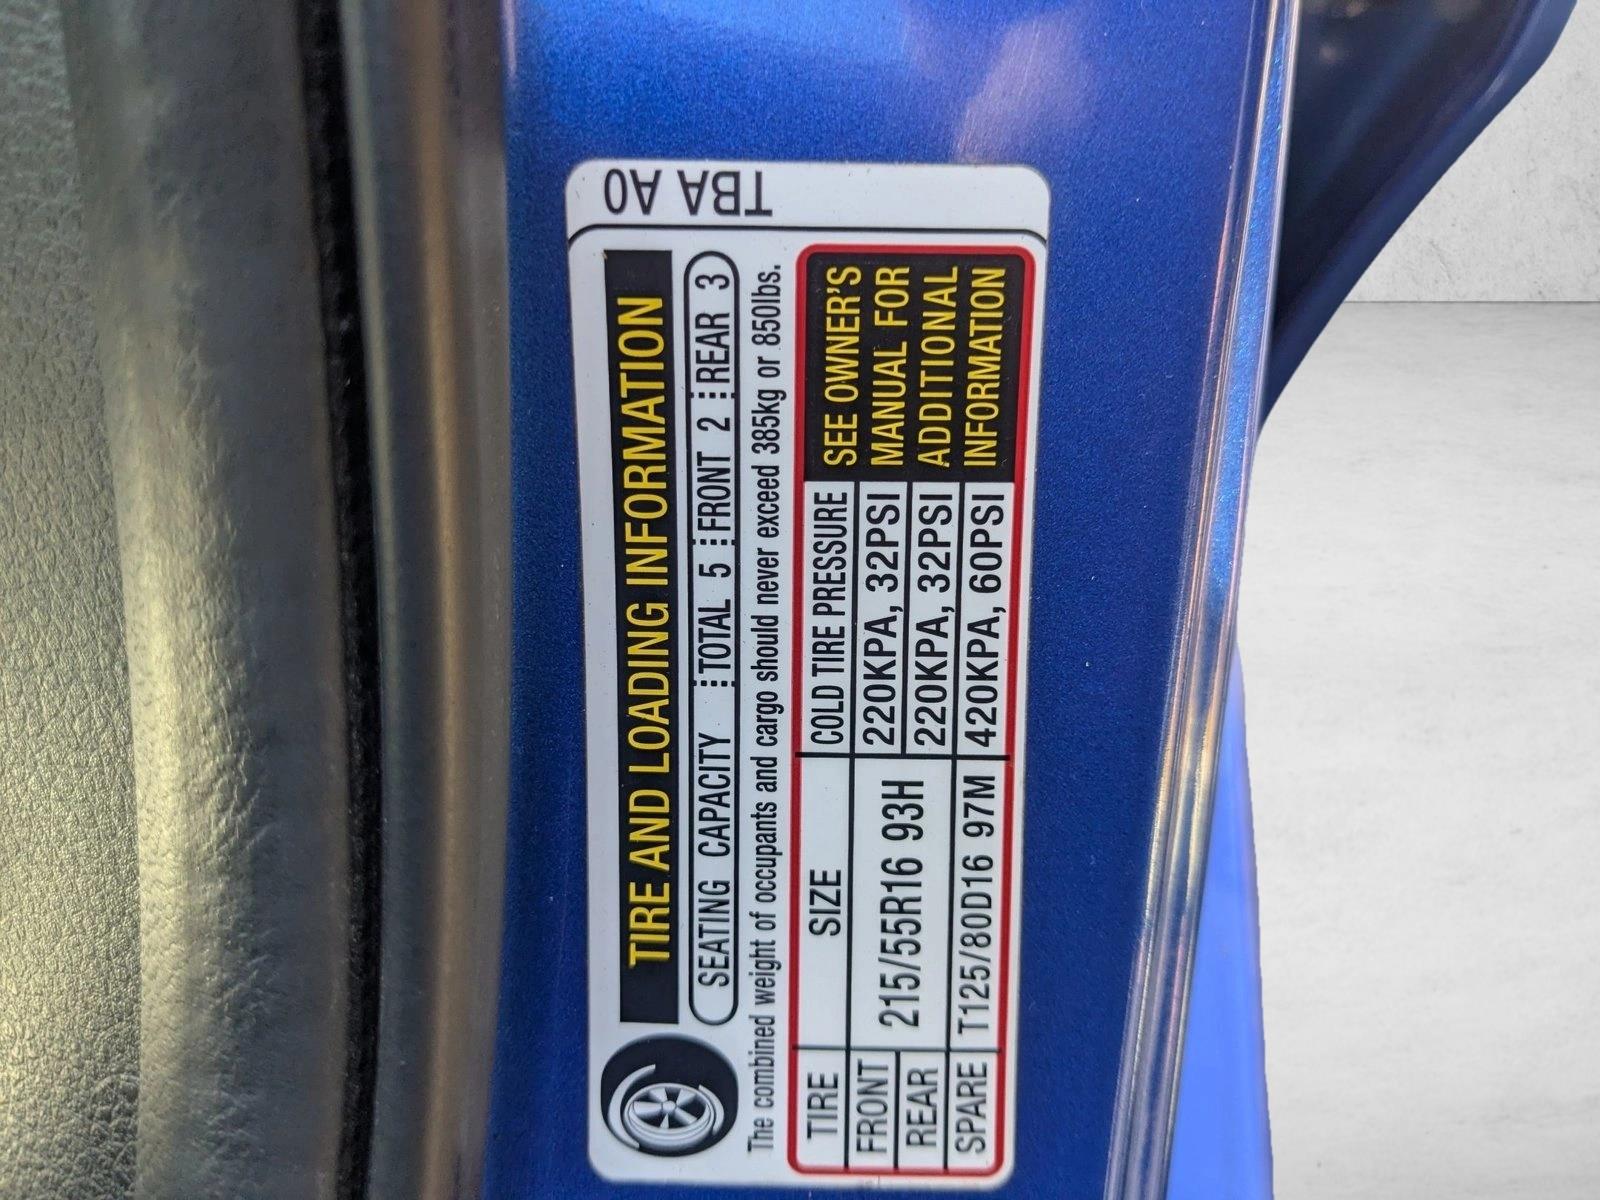 TIRE AND LOADING INFORMATION
SEATING CAPACITY TOTAL 5 FRONT 2 REAR 3
The combined weight of occupants and cargo should never exceed 385kg or 850lbs.
TIRE SIZE COLD TIRE PRESSURE
FRONT 215/55R16 93H 220KPA, 32PSI
REAR 220KPA, 32PSI
SPARE T125/80D16 97M 420KPA, 60PSI
SEE OWNER'S
MANUAL FOR
ADDITIONAL
INFORMATION
TBA A0